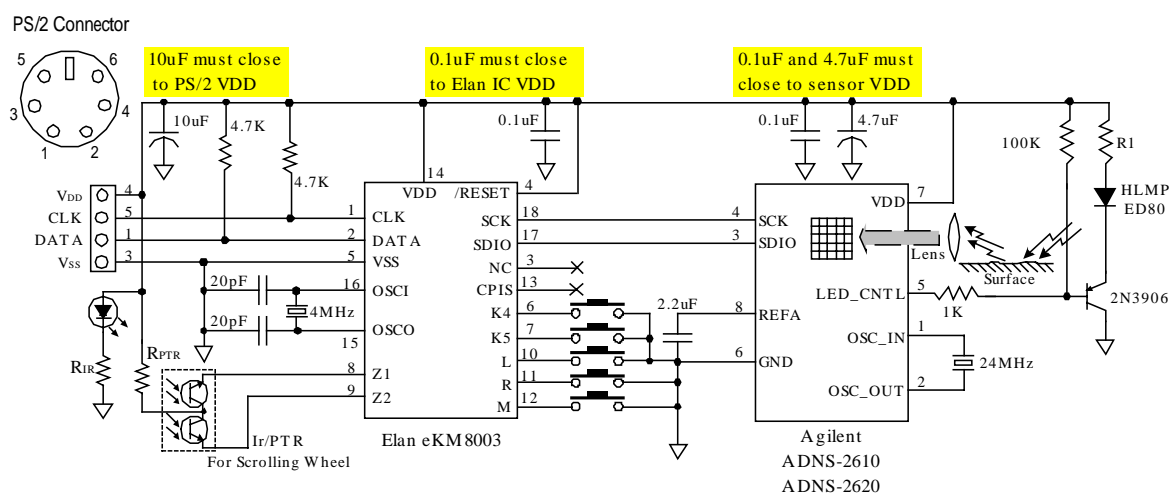 PS/2 Connector
5
6
3
4
1
2
10uF must close
to PS/2 VDD
0.1uF must close
to Elan IC VDD
0.1uF and 4.7uF must
close to sensor VDD
10uF
4.7K
4.7K
0.1uF
0.1uF
4.7uF
100K
R1
HLMP
ED80
VDD
4
CLK
5
DATA
1
VSS
3
14
VDD
/RESET
4
1
CLK
2
DATA
5
VSS
16
OSCI
OSCO
15
8
Z1
9
Z2
18
SCK
17
SDIO
3
NC
13
CPIS
6
K4
7
K5
10
L
11
R
12
M
20pF
20pF
4MHz
RIR
RPTR
Ir/PTR
For Scrolling Wheel
Elan eKM8003
2.2uF
4
SCK
3
SDIO
8
REFA
6
GND
7
VDD
Lens
Surface
5
LED_CNTL
1K
2N3906
1
OSC_IN
24MHz
2
OSC_OUT
Agilent
ADNS-2610
ADNS-2620